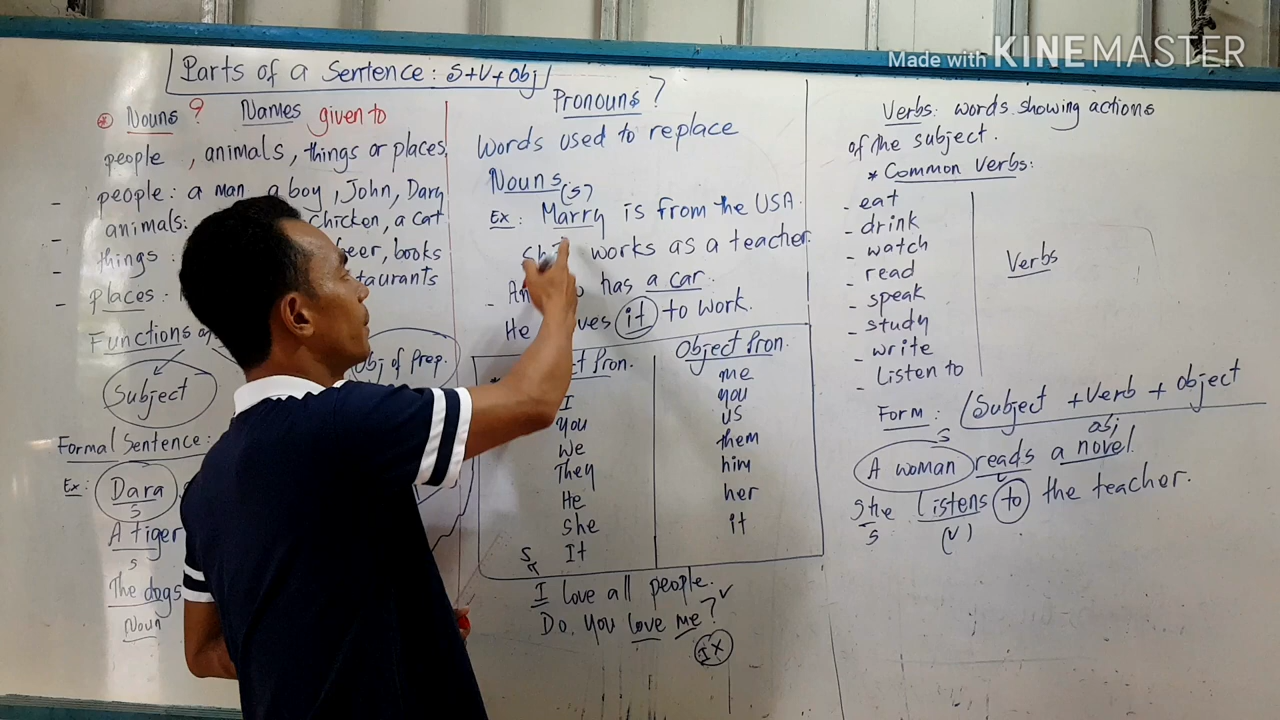 Made with KINEMASTER
Parts of a Sentence: S+V+Obj
Nouns? Names given to
people, animals, things or places.
- people: a man, a boy, John, Dary
- animals: chicken, a cat
- things: beer, books
- places:
Functions
Subject
Obj of Prep.
Formal Sentence:
Ex: Dara
S
A tiger
S
The dogs
Noun
Pronouns?
Words used to replace
Nouns.
(S)
Ex: Marry is from the USA.
works as a teacher.
- has a car.
He it to work.
Pron.
I
You
We
They
He
She
It
Object Pron.
me
you
us
them
him
her
it
S
I love all people.
Do you love me? ✓
I X
Verbs: words showing actions
of the subject.
* Common Verbs:
- eat
- drink
- watch
- read
- speak
- study
- write
- Listen to
Verbs
Form: Subject + Verb + Object
S
A woman reads a novel.
V
She listens to the teacher.
S (V)